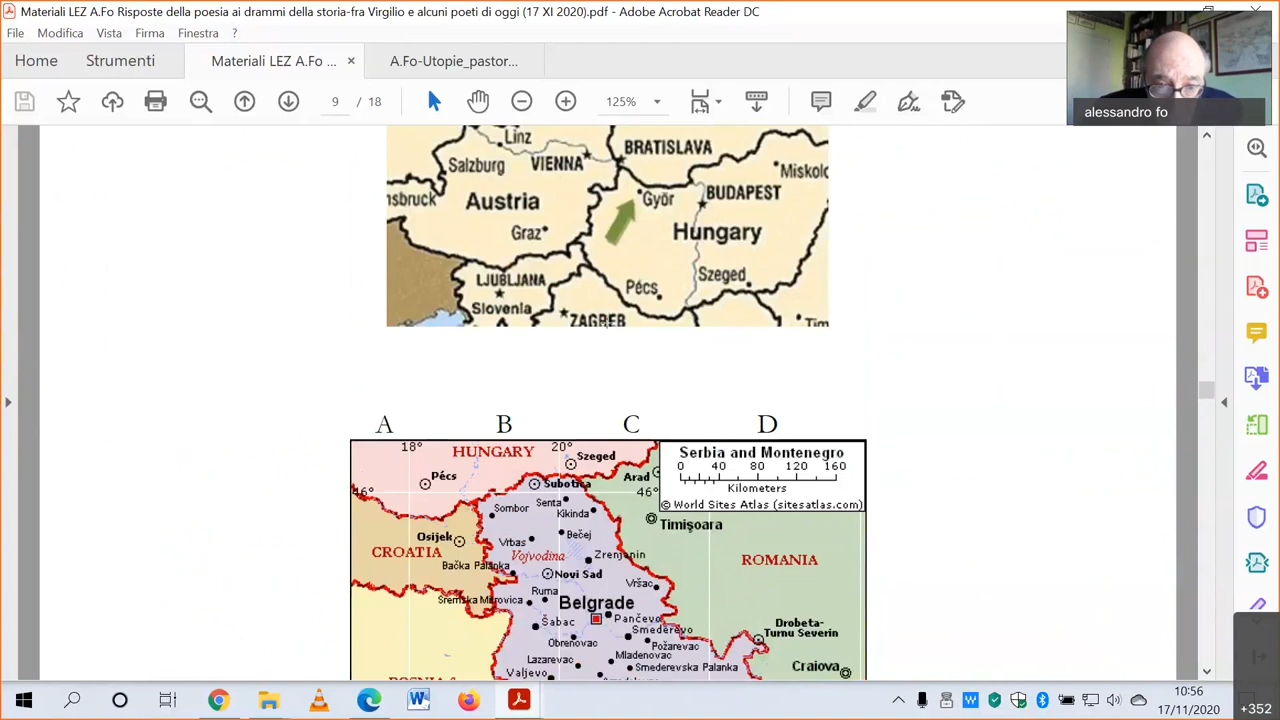 Materiali LEZ A.Fo Risposte della poesia ai drammi della storia-fra Virgilio e alcuni poeti di oggi (17 XI 2020).pdf - Adobe Acrobat Reader DC
File Modifica Vista Firma Finestra ?
Home Strumenti Materiali LEZ A.Fo ... × A.Fo-Utopie_pastor...
9 / 18 125%
alessandro fo
Linz BRATISLAVA
Salzburg VIENNA Miskol
nsbruck Győr BUDAPEST
Austria
Graz Hungary
LJUBLJANA Pécs Szeged
Slovenia
ZAGREB Tim
A B C D
18° HUNGARY 20° Szeged Serbia and Montenegro
0 40 80 120 160
Kilometers
© World Sites Atlas (sitesatlas.com)
Pécs Arad
46° Subotica 46°
Senta
Sombor Kikinda
Timişoara
Osijek Vrbas Bečej
CROATIA Vojvodina Zrenjanin ROMANIA
Bačka Palanka
Novi Sad
Ruma Vršac
Sremska Mitrovica Belgrade
Šabac Pančevo Drobeta-
Smederevo Turnu Severin
Obrenovac Požarevac
Lazarevac Mladenovac
Valjevo Smederevska Palanka Craiova
10:56
17/11/2020
+352